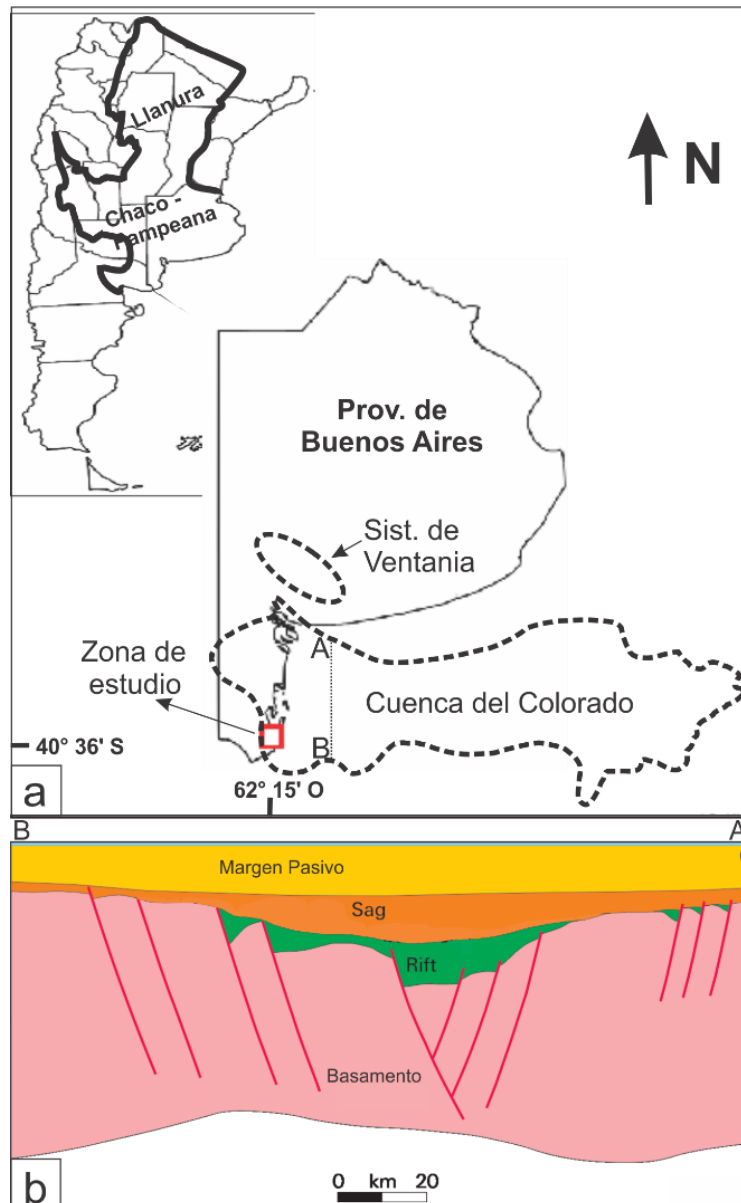 Llanura
Chaco -
Pampeana
N
Prov. de
Buenos Aires
Sist. de
Ventania
Zona de
estudio
A
Cuenca del Colorado
B
40° 36' S
62° 15' O
a
B
A
Margen Pasivo
Sag
Rift
Basamento
b
0 km 20